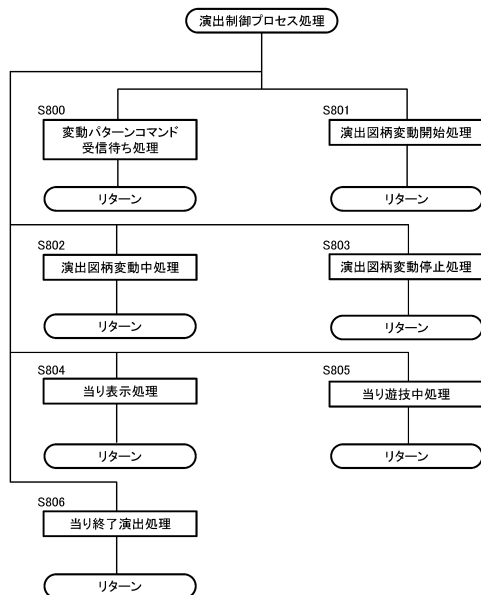 演出制御プロセス処理
S800
変動パターンコマンド
受信待ち処理
リターン
S801
演出図柄変動開始処理
リターン
S802
演出図柄変動中処理
リターン
S803
演出図柄変動停止処理
リターン
S804
当り表示処理
リターン
S805
当り遊技中処理
リターン
S806
当り終了演出処理
リターン